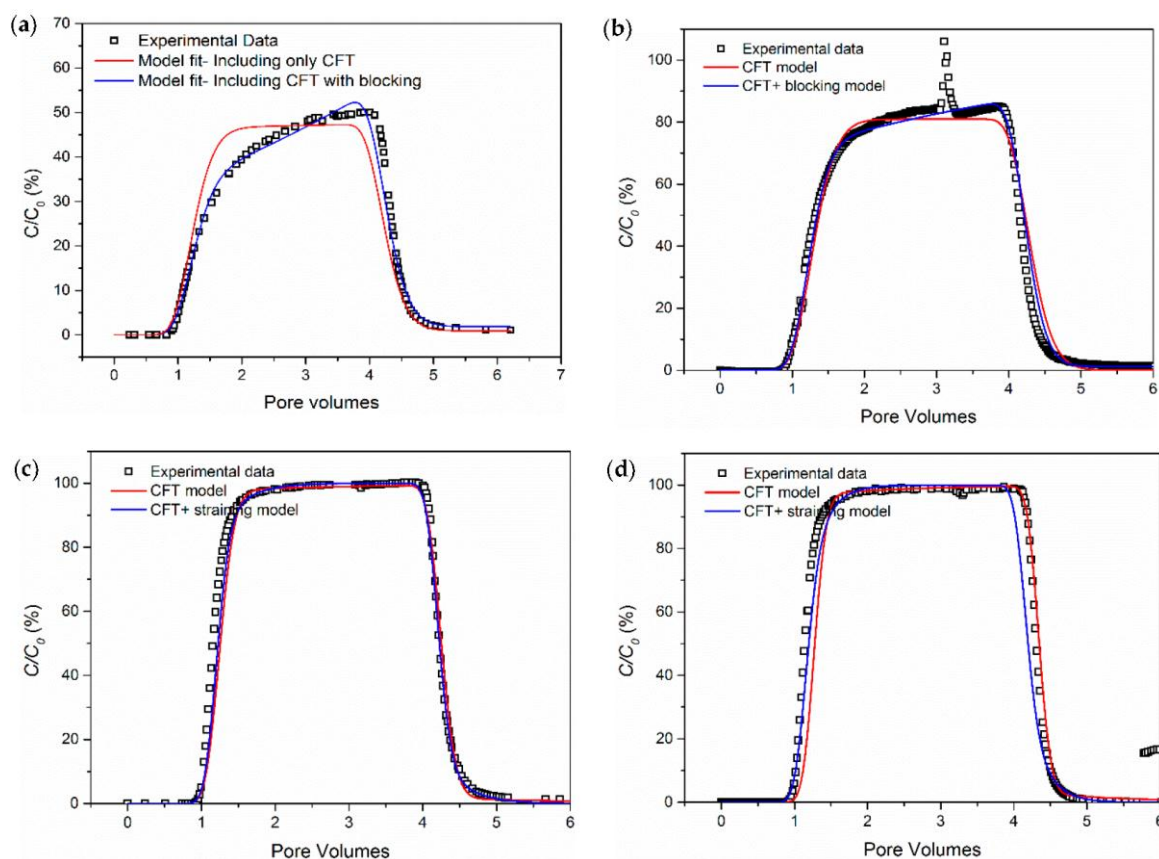 (a)
70
60
50
40
30
20
10
0
C/C0 (%)
Experimental Data
Model fit- Including only CFT
Model fit- Including CFT with blocking
0 1 2 3 4 5 6 7
Pore volumes
(b)
100
80
60
40
20
0
C/C0 (%)
Experimental data
CFT model
CFT+ blocking model
0 1 2 3 4 5 6
Pore Volumes
(c)
100
80
60
40
20
0
C/C0 (%)
Experimental data
CFT model
CFT+ straining model
0 1 2 3 4 5 6
Pore Volumes
(d)
100
80
60
40
20
0
C/C0 (%)
Experimental data
CFT model
CFT+ straining model
0 1 2 3 4 5 6
Pore Volumes